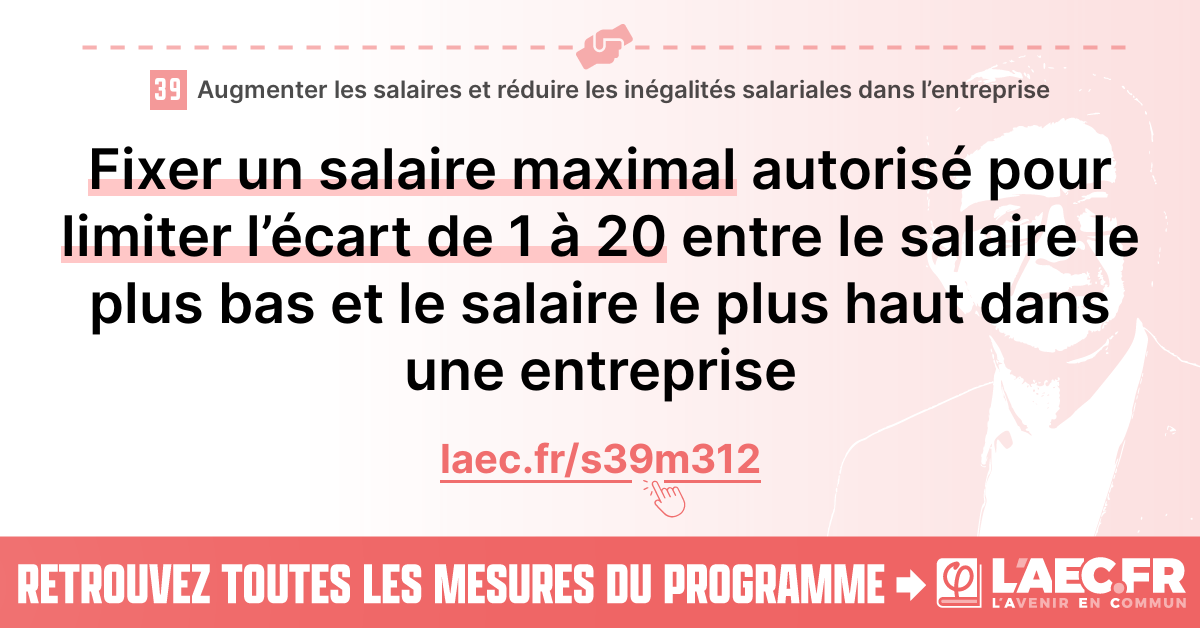 39 Augmenter les salaires et réduire les inégalités salariales dans l’entreprise
Fixer un salaire maximal autorisé pour
limiter l’écart de 1 à 20 entre le salaire le
plus bas et le salaire le plus haut dans
une entreprise
laec.fr/s39m312
RETROUVEZ TOUTES LES MESURES DU PROGRAMME
φ L'AEC.FR
L'AVENIR EN COMMUN